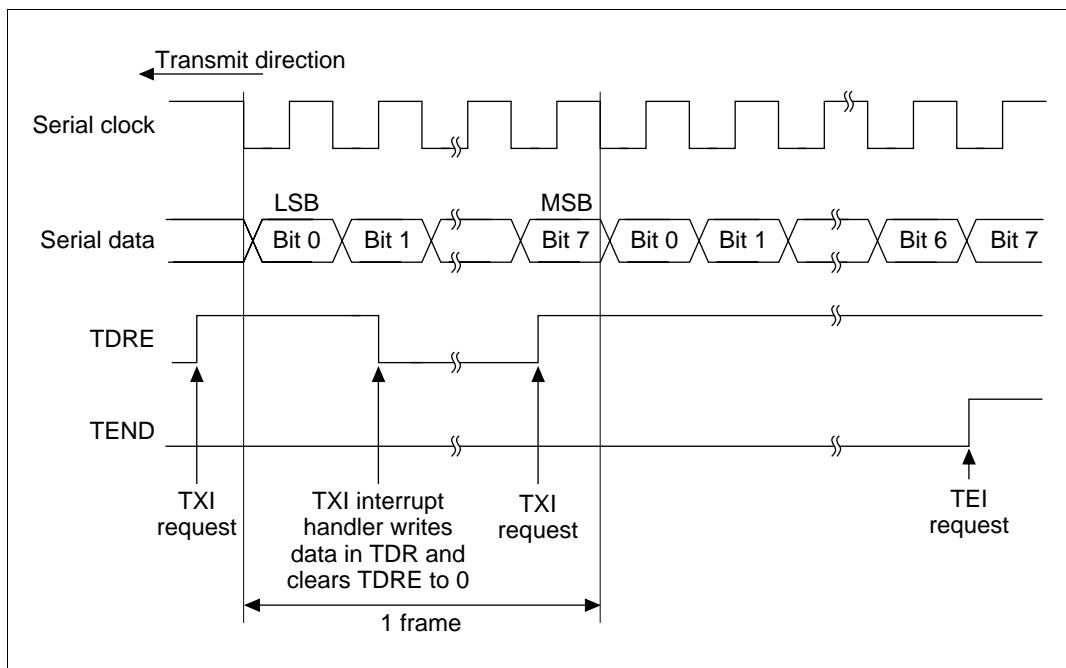 Transmit direction
Serial clock
LSB
MSB
Serial data
Bit 0
Bit 1
Bit 7
Bit 0
Bit 1
Bit 6
Bit 7
TDRE
TEND
TXI
request
TXI interrupt
handler writes
data in TDR and
clears TDRE to 0
TXI
request
TEI
request
1 frame